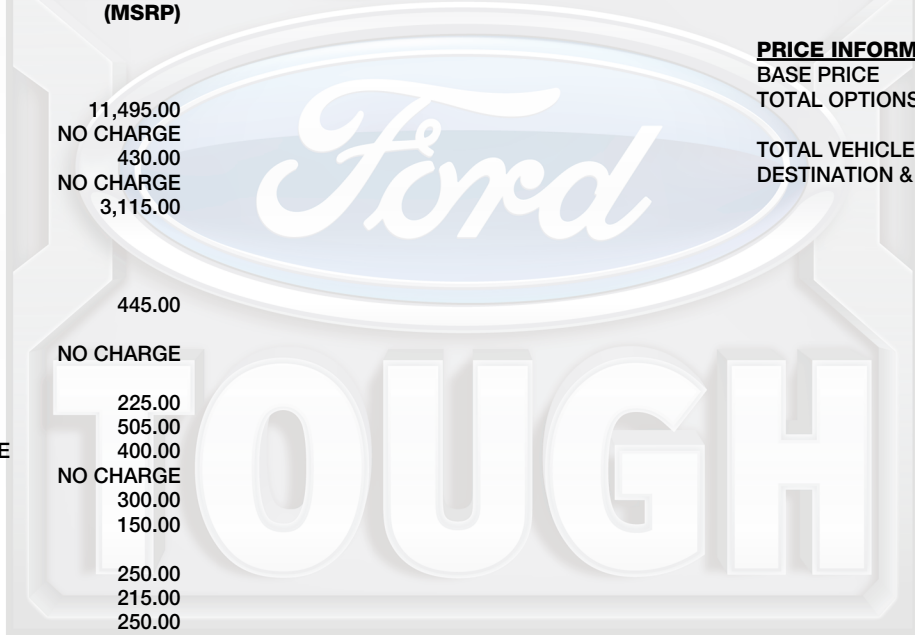 (MSRP)
11,495.00
NO CHARGE
430.00
NO CHARGE
3,115.00
445.00
NO CHARGE
225.00
505.00
E 400.00
NO CHARGE
300.00
150.00
250.00
215.00
250.00
PRICE INFORM
BASE PRICE
TOTAL OPTIONS
TOTAL VEHICLE
DESTINATION &
Ford
TOUGH